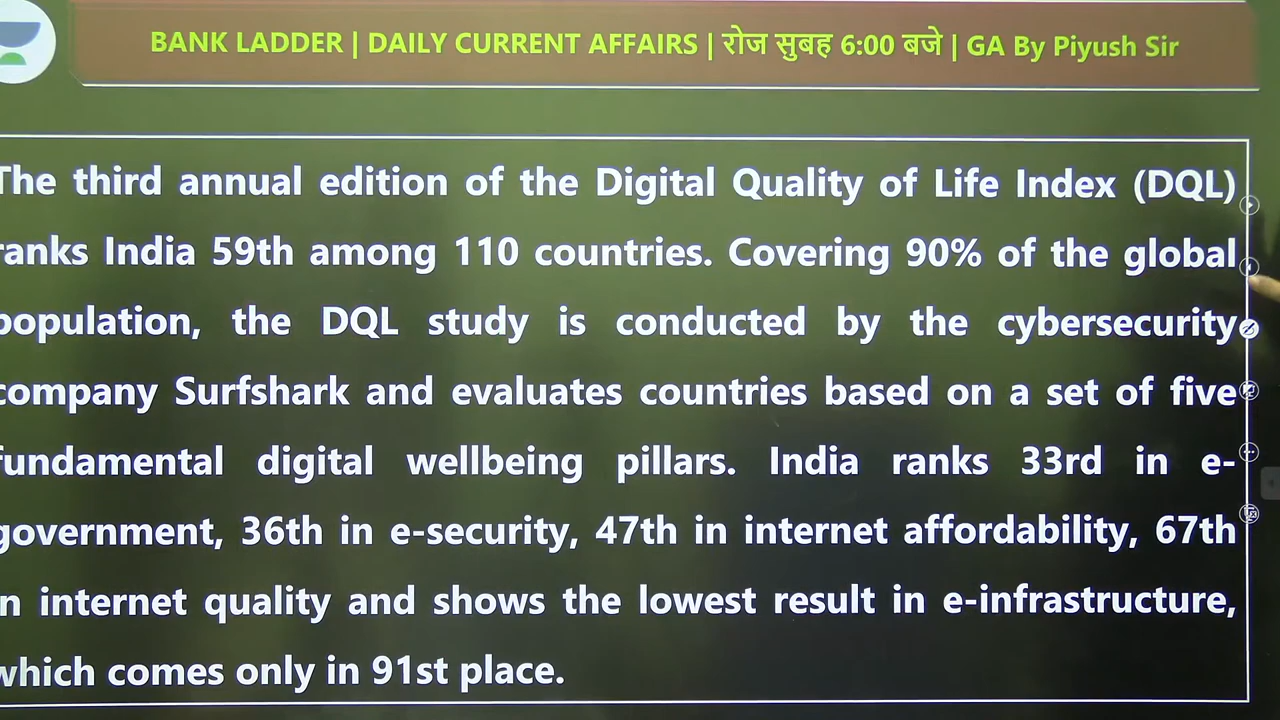 BANK LADDER | DAILY CURRENT AFFAIRS | रोज सुबह 6:00 बजे | GA By Piyush Sir
The third annual edition of the Digital Quality of Life Index (DQL)
ranks India 59th among 110 countries. Covering 90% of the global
population, the DQL study is conducted by the cybersecurity
company Surfshark and evaluates countries based on a set of five
fundamental digital wellbeing pillars. India ranks 33rd in e-
government, 36th in e-security, 47th in internet affordability, 67th
in internet quality and shows the lowest result in e-infrastructure,
which comes only in 91st place.